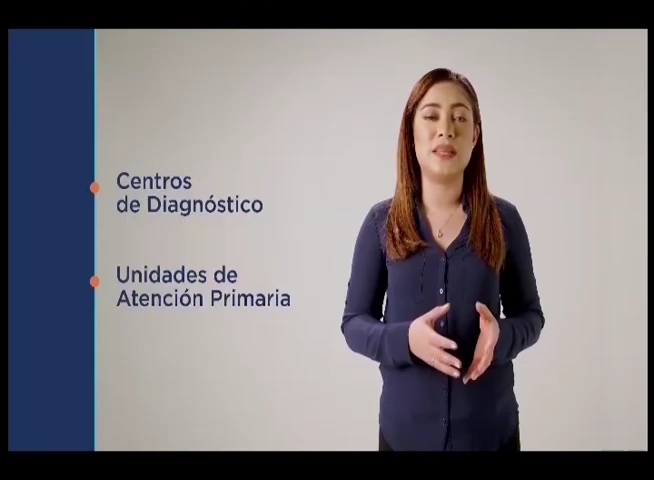 Centros
de Diagnóstico
Unidades de
Atención Primaria